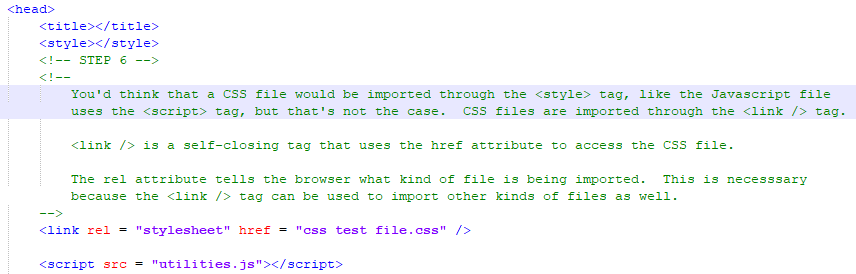 <head>
<title></title>
<style></style>
<!-- STEP 6 -->
<!--
You'd think that a CSS file would be imported through the <style> tag, like the Javascript file
uses the <script> tag, but that's not the case.  CSS files are imported through the <link /> tag.
<link /> is a self-closing tag that uses the href attribute to access the CSS file.
The rel attribute tells the browser what kind of file is being imported.  This is necesssary
because the <link /> tag can be used to import other kinds of files as well.
-->
<link rel = "stylesheet" href = "css test file.css" />
<script src = "utilities.js"></script>